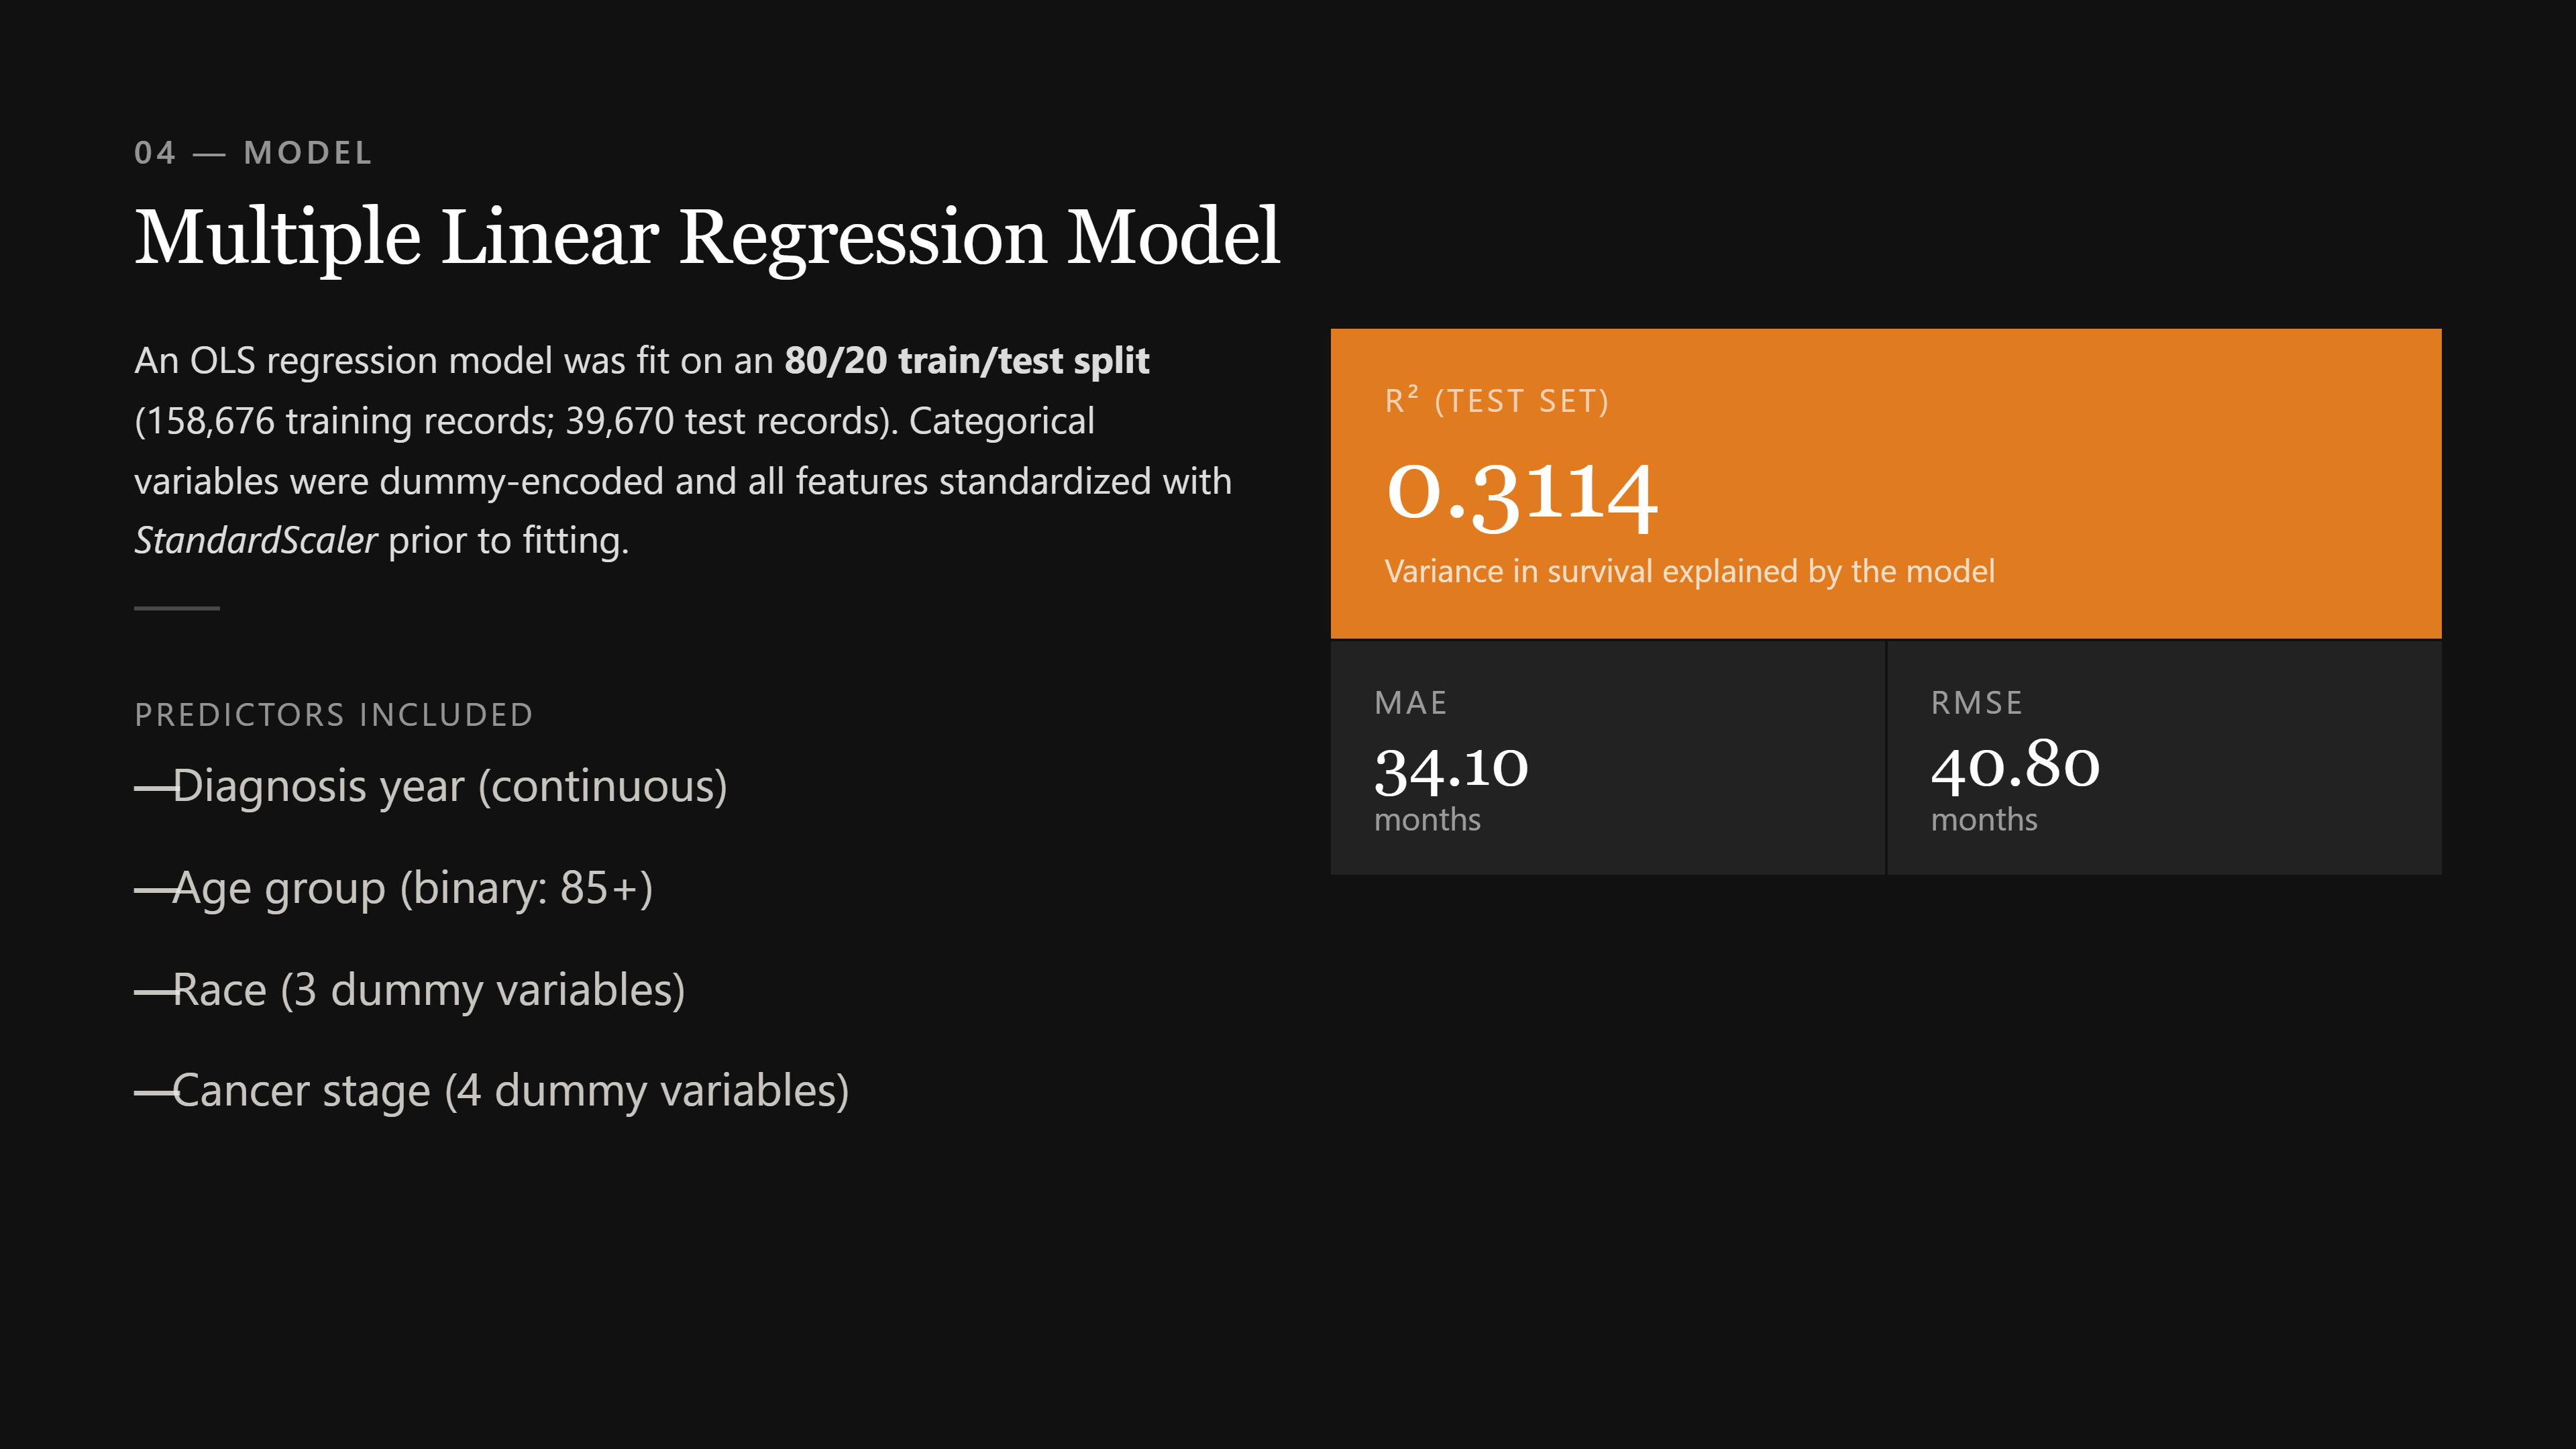 04 — MODEL
Multiple Linear Regression Model
An OLS regression model was fit on an 80/20 train/test split
(158,676 training records; 39,670 test records). Categorical
variables were dummy-encoded and all features standardized with
StandardScaler prior to fitting.
PREDICTORS INCLUDED
—Diagnosis year (continuous)
—Age group (binary: 85+)
—Race (3 dummy variables)
—Cancer stage (4 dummy variables)
R² (TEST SET)
0.3114
Variance in survival explained by the model
MAE
34.10
months
RMSE
40.80
months